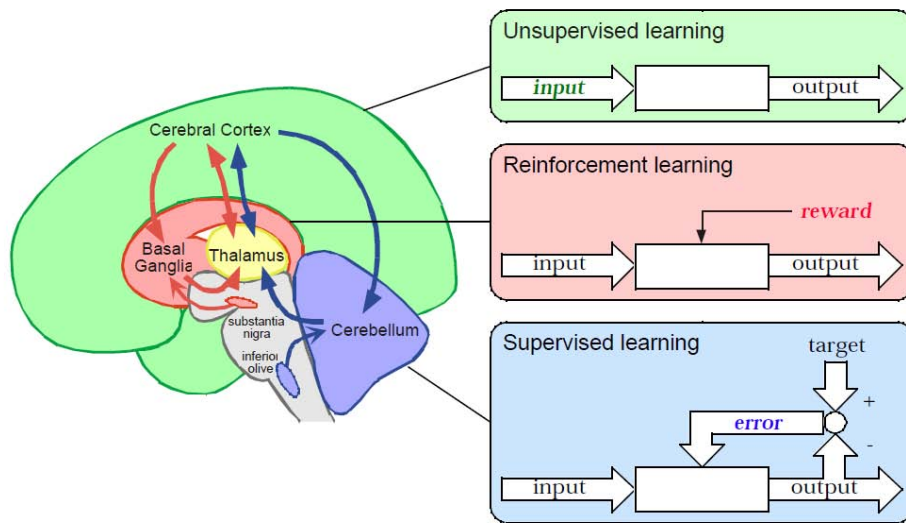 Unsupervised learning
input
output
Cerebral Cortex
Reinforcement learning
reward
input
output
Basal
Ganglia
Thalamus
substantia
nigra
inferior
olive
Cerebellum
Supervised learning
target
+
error
-
input
output